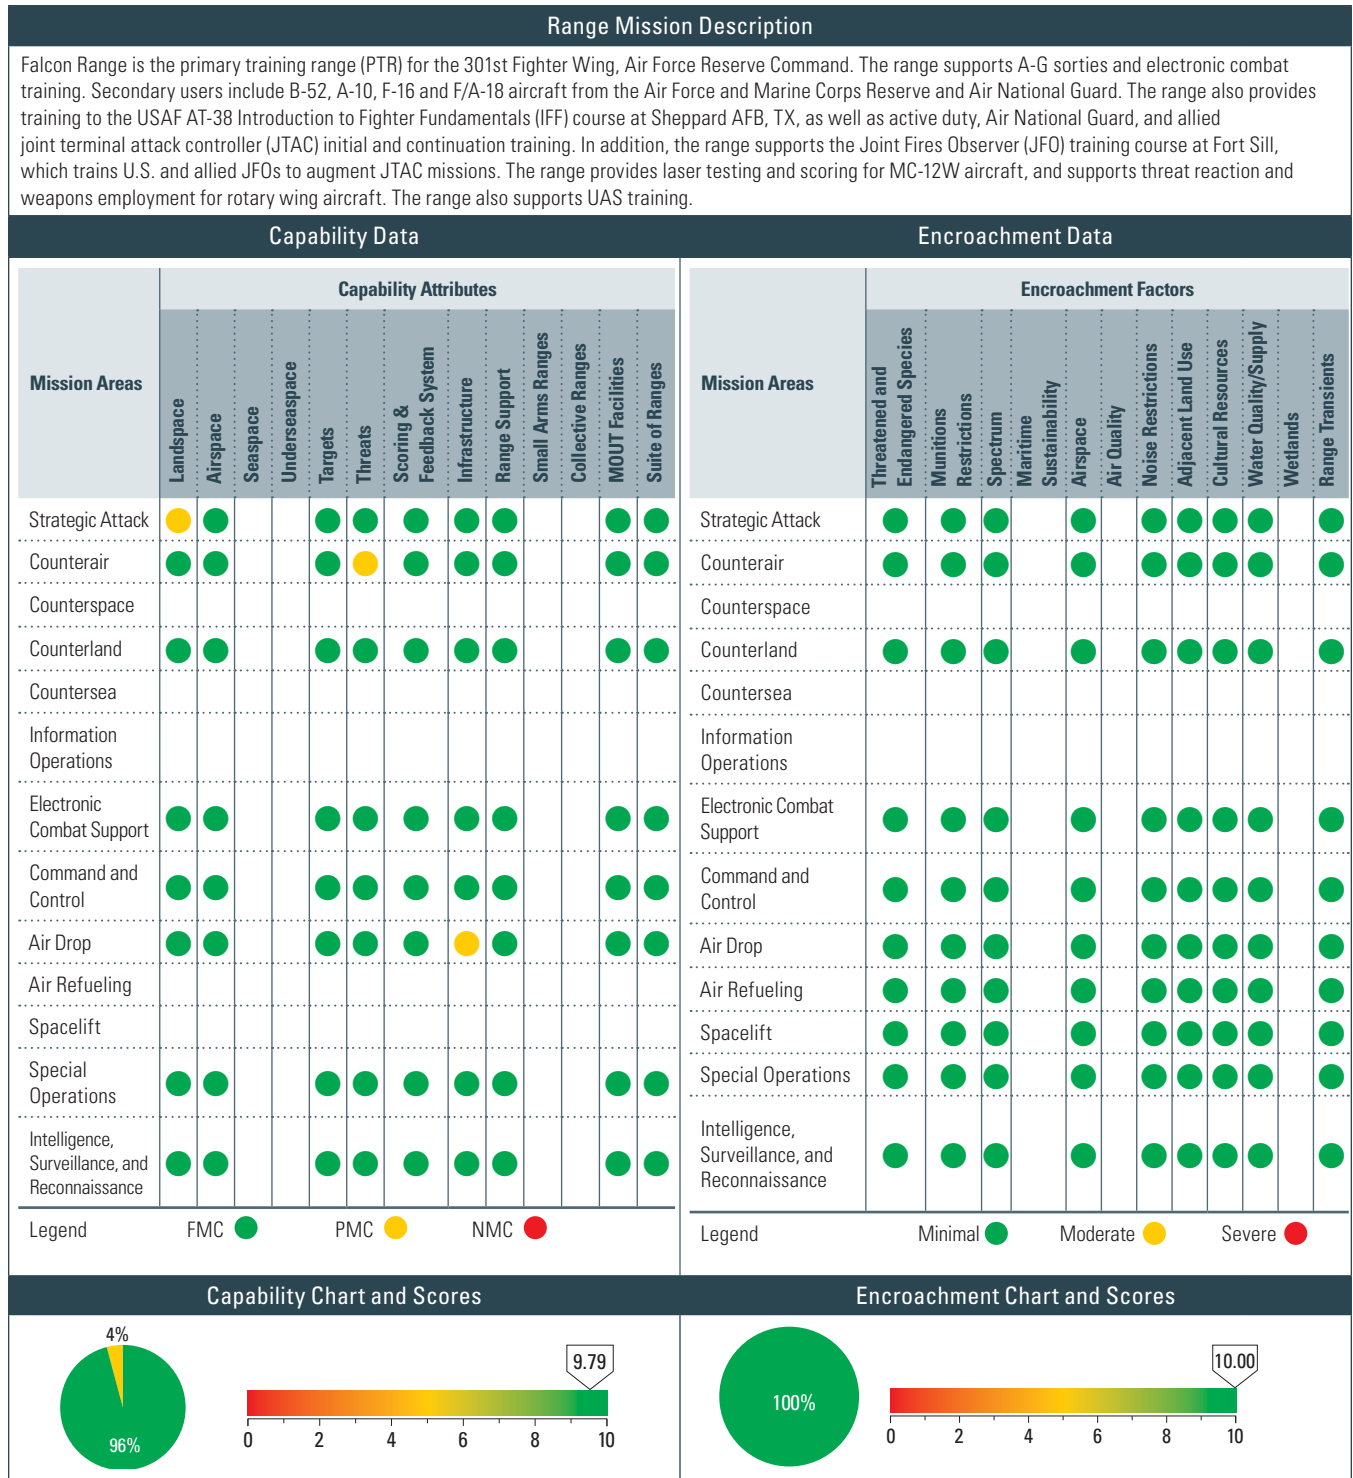 Range Mission Description
Falcon Range is the primary training range (PTR) for the 301st Fighter Wing, Air Force Reserve Command. The range supports A-G sorties and electronic combat
training. Secondary users include B-52, A-10, F-16 and F/A-18 aircraft from the Air Force and Marine Corps Reserve and Air National Guard. The range also provides
training to the USAF AT-38 Introduction to Fighter Fundamentals (IFF) course at Sheppard AFB, TX, as well as active duty, Air National Guard, and allied
joint terminal attack controller (JTAC) initial and continuation training. In addition, the range supports the Joint Fires Observer (JFO) training course at Fort Sill,
which trains U.S. and allied JFOs to augment JTAC missions. The range provides laser testing and scoring for MC-12W aircraft, and supports threat reaction and
weapons employment for rotary wing aircraft. The range also supports UAS training.
Capability Data
Mission Areas
Capability Attributes
Landspace
Airspace
Seaspace
Underseaspace
Targets
Threats
Scoring &
Feedback System
Infrastructure
Range Support
Small Arms Ranges
Collective Ranges
MOUT Facilities
Suite of Ranges
Strategic Attack
Counterair
Counterspace
Counterland
Countersea
Information
Operations
Electronic
Combat Support
Command and
Control
Air Drop
Air Refueling
Spacelift
Special
Operations
Intelligence,
Surveillance, and
Reconnaissance
Legend FMC PMC NMC
Encroachment Data
Mission Areas
Encroachment Factors
Threatened and
Endangered Species
Munitions
Restrictions
Spectrum
Maritime
Sustainability
Airspace
Air Quality
Noise Restrictions
Adjacent Land Use
Cultural Resources
Water Quality/Supply
Wetlands
Range Transients
Strategic Attack
Counterair
Counterspace
Counterland
Countersea
Information
Operations
Electronic Combat
Support
Command and
Control
Air Drop
Air Refueling
Spacelift
Special Operations
Intelligence,
Surveillance, and
Reconnaissance
Legend Minimal Moderate Severe
Capability Chart and Scores
4%
96%
9.79
0 2 4 6 8 10
Encroachment Chart and Scores
100%
10.00
0 2 4 6 8 10